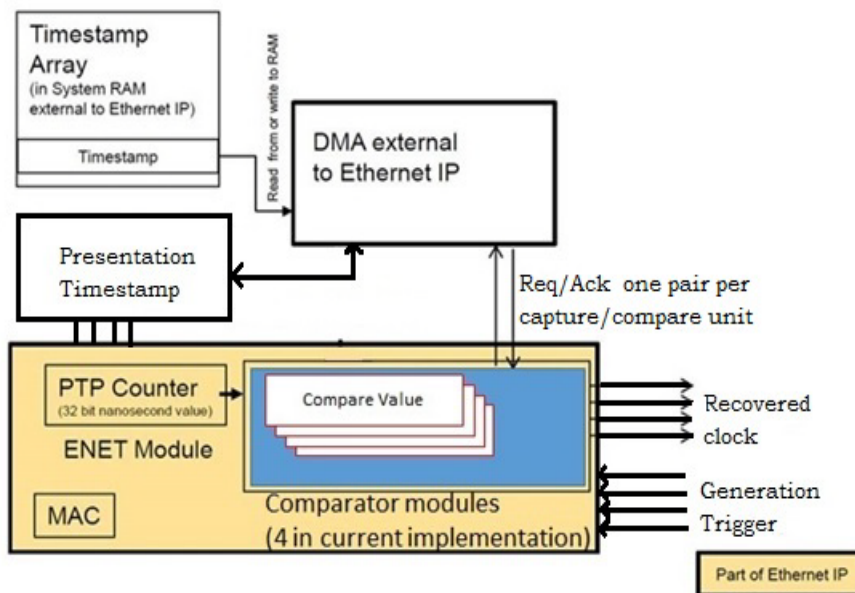 Timestamp
Array
(in System RAM
external to Ethernet IP)
Timestamp
Read from or write to RAM
DMA external
to Ethernet IP
Presentation
Timestamp
Req/Ack one pair per
capture/compare unit
PTP Counter
(32 bit nanosecond value)
ENET Module
MAC
Compare Value
Comparator modules
(4 in current implementation)
Recovered
clock
Generation
Trigger
Part of Ethernet IP